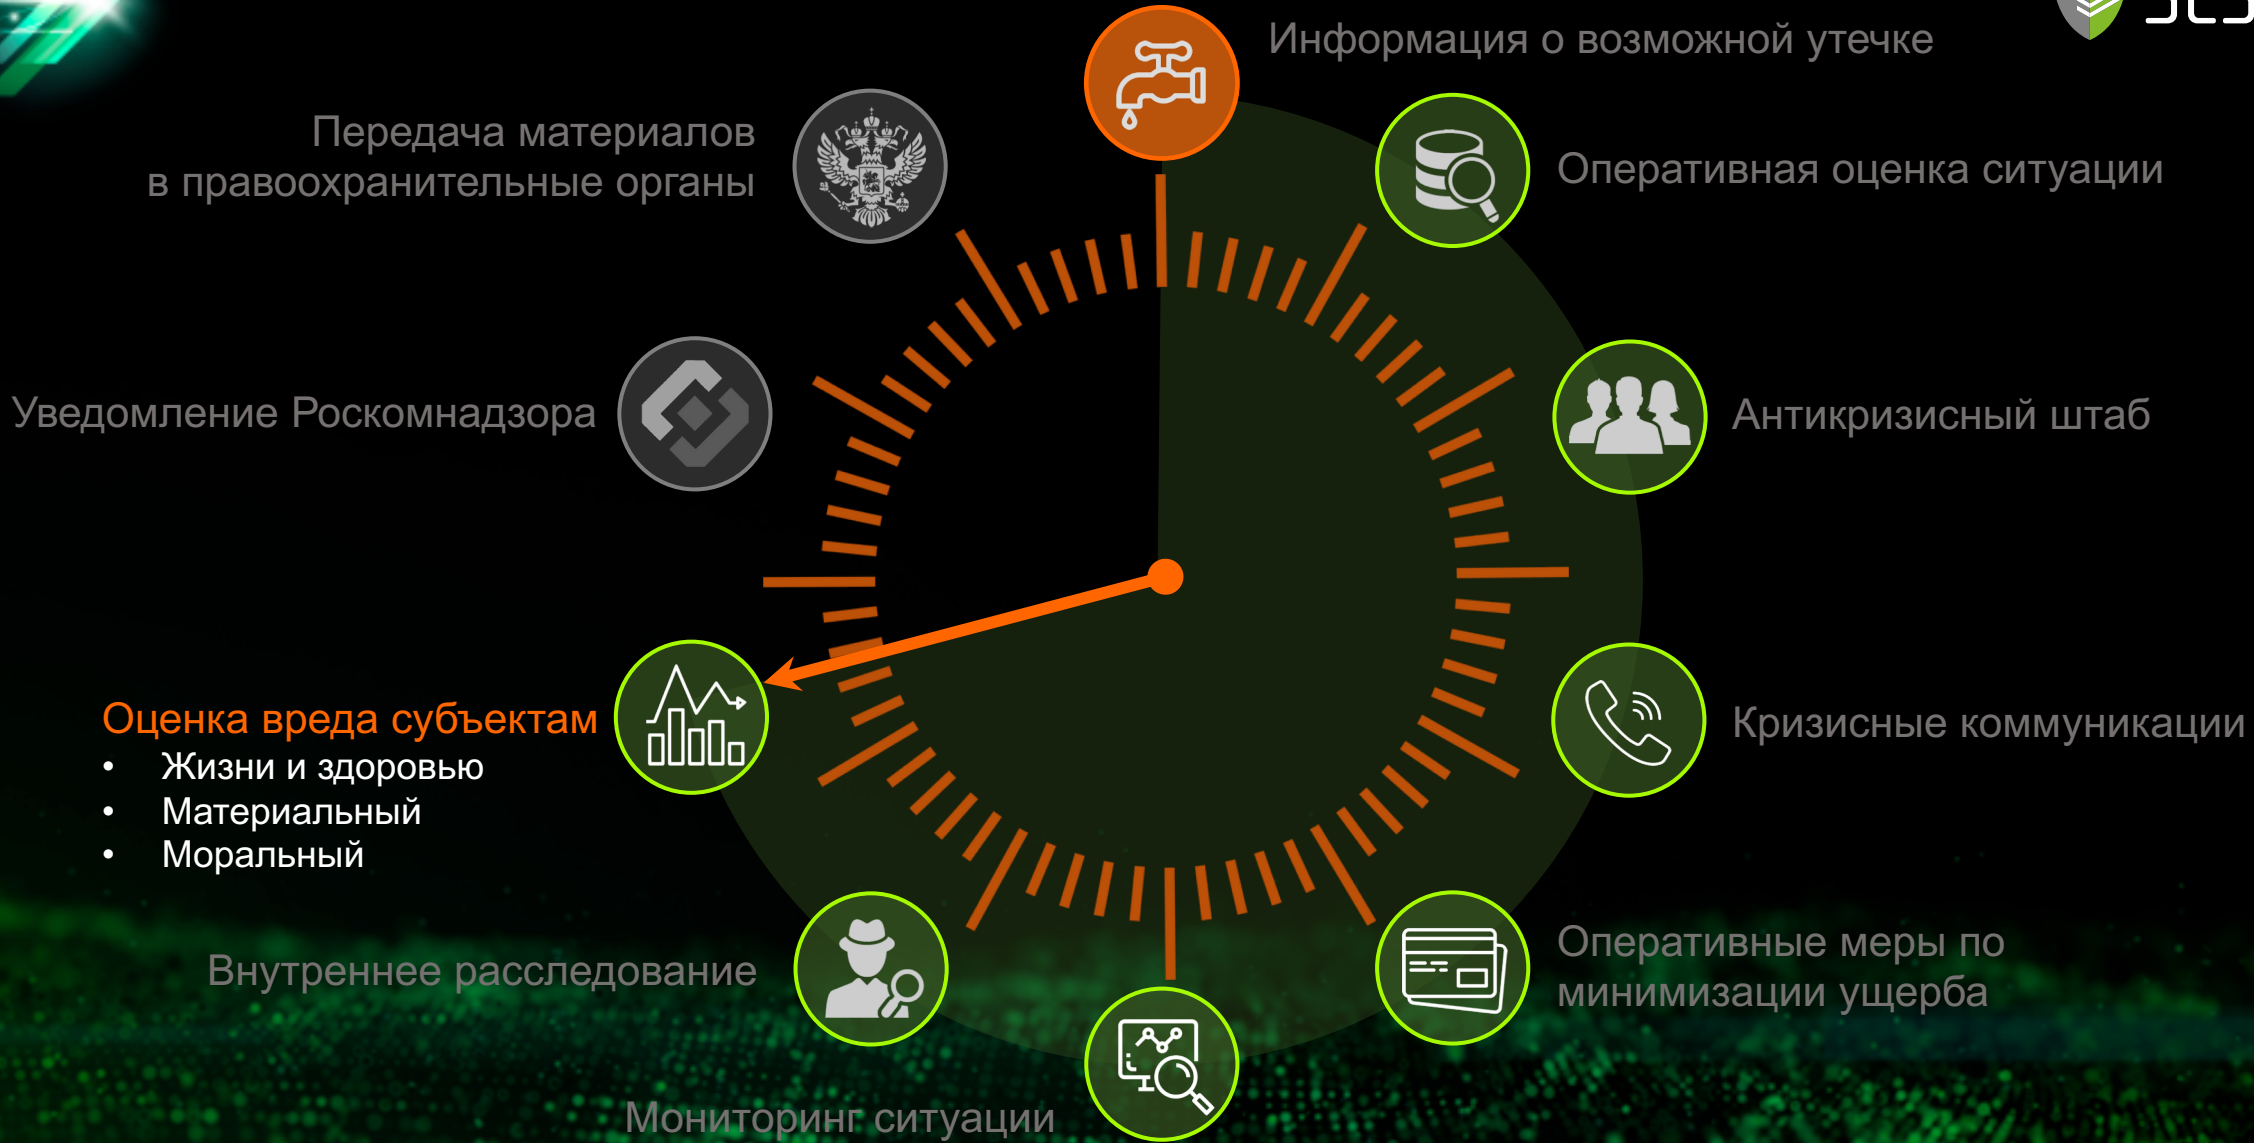 Информация о возможной утечке
Оперативная оценка ситуации
Антикризисный штаб
Кризисные коммуникации
Оперативные меры по
минимизации ущерба
Мониторинг ситуации
Внутреннее расследование
Оценка вреда субъектам
• Жизни и здоровью
• Материальный
• Моральный
Уведомление Роскомнадзора
Передача материалов
в правоохранительные органы